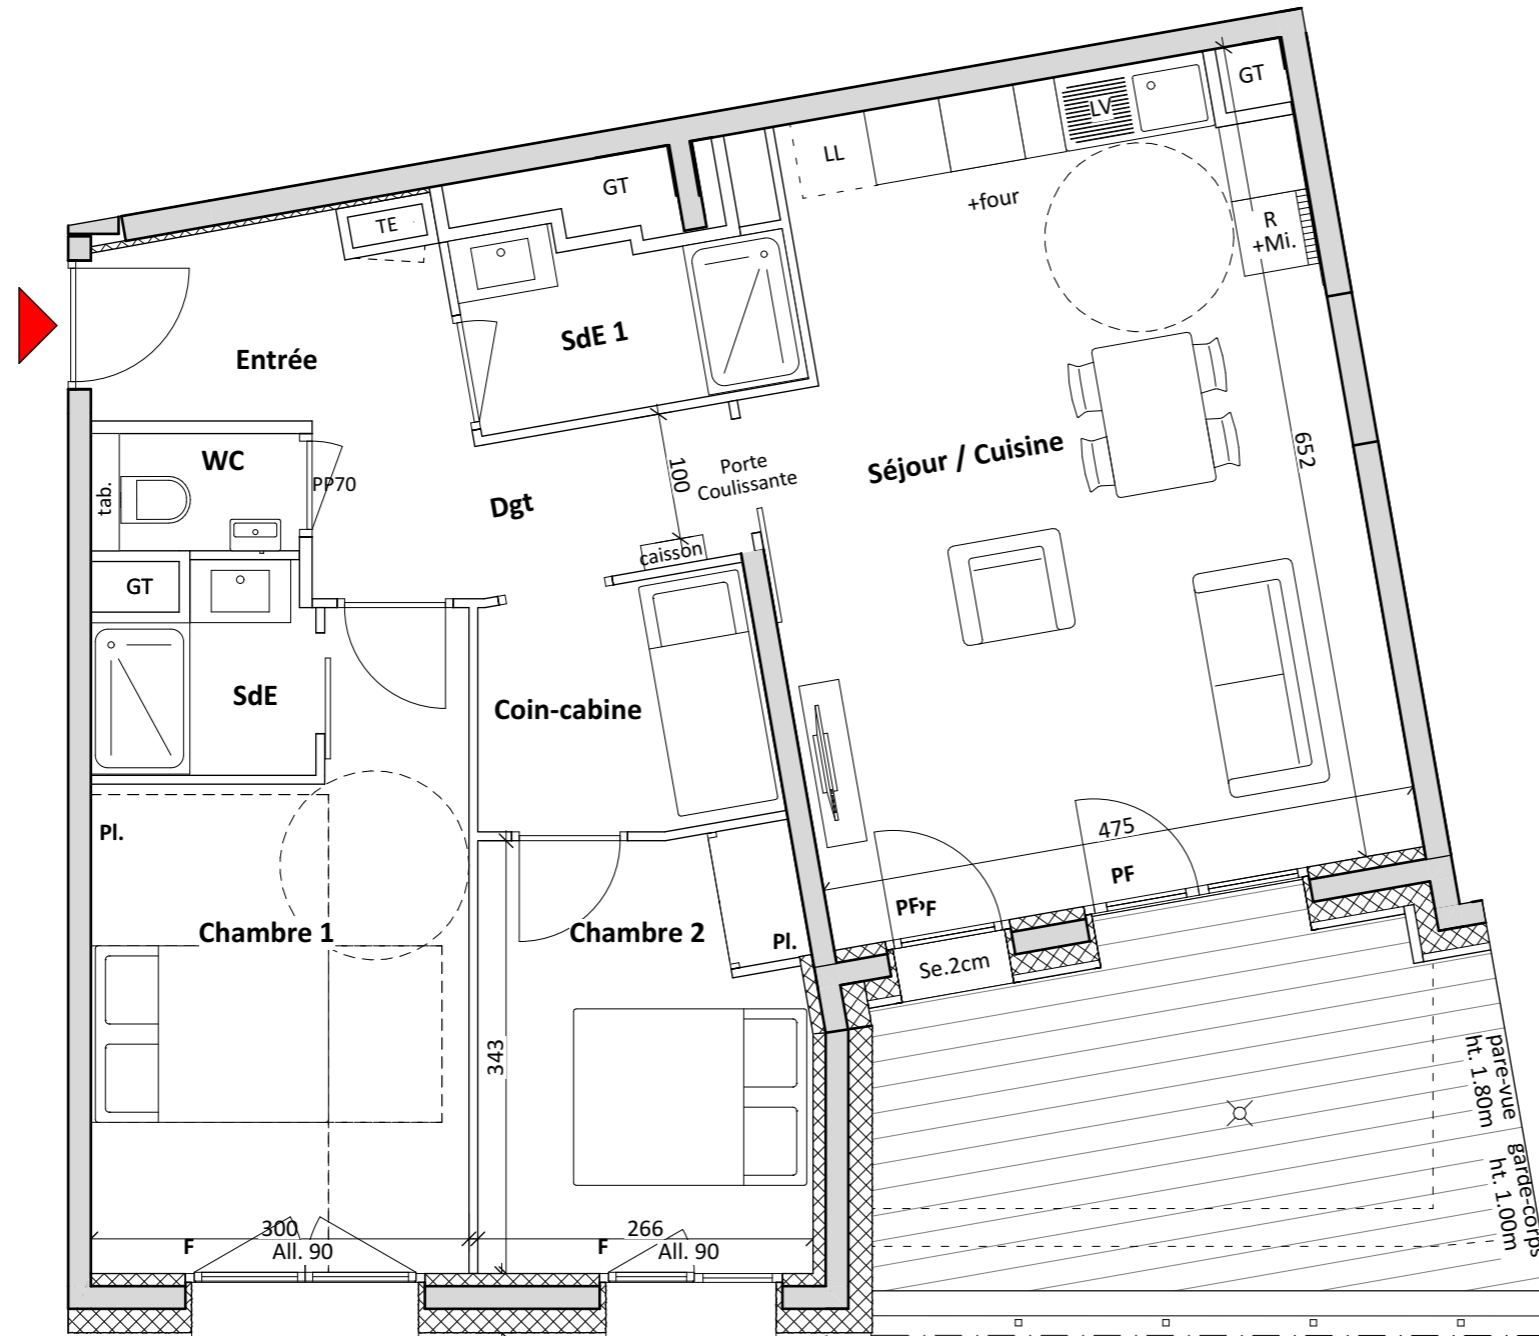 GT
LV
LL
GT
+four
TE
R
+Mi.
SdE 1
Entrée
652
WC
Séjour / Cuisine
100
Porte
Coulissante
PP70
tab.
Dgt
caisson
GT
SdE
Coin-cabine
475
Pl.
PF
PF
Chambre 1
Chambre 2
Pl.
Se.2cm
343
pare-vue
ht. 1.80m
garde-corps
ht. 1.00m
300
266
F
All. 90
F
All. 90